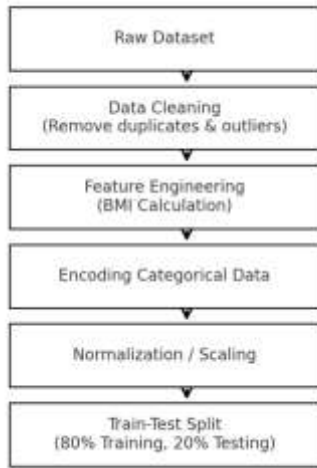 Raw Dataset
Data Cleaning
(Remove duplicates & outliers)
Feature Engineering
(BMI Calculation)
Encoding Categorical Data
Normalization / Scaling
Train-Test Split
(80% Training, 20% Testing)